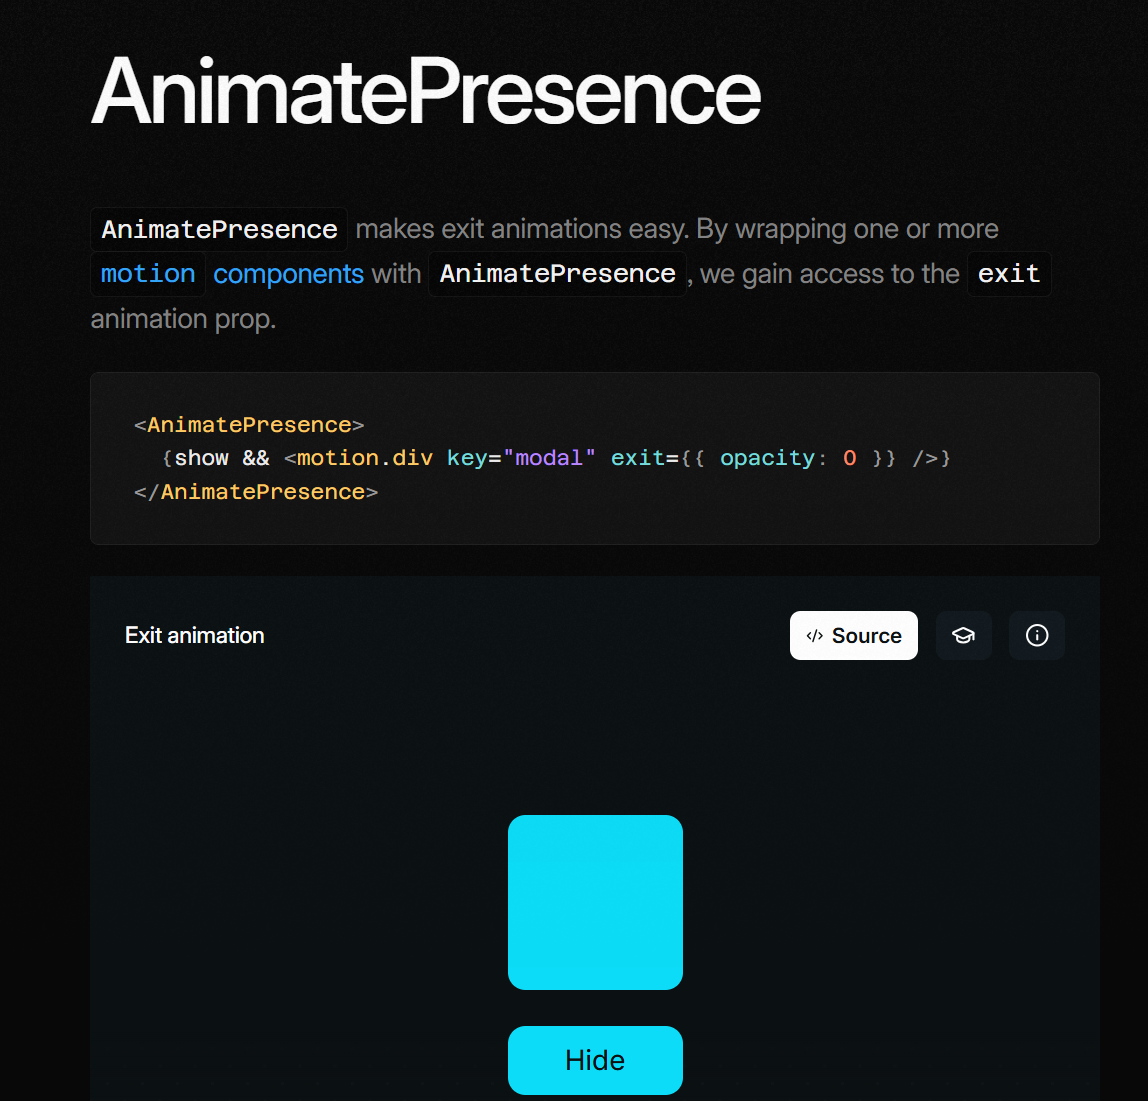 AnimatePresence
AnimatePresence makes exit animations easy. By wrapping one or more
motion components with AnimatePresence, we gain access to the exit
animation prop.
<AnimatePresence>
  {show && <motion.div key="modal" exit={{ opacity: 0 }} />}
</AnimatePresence>
Exit animation
</> Source
Hide